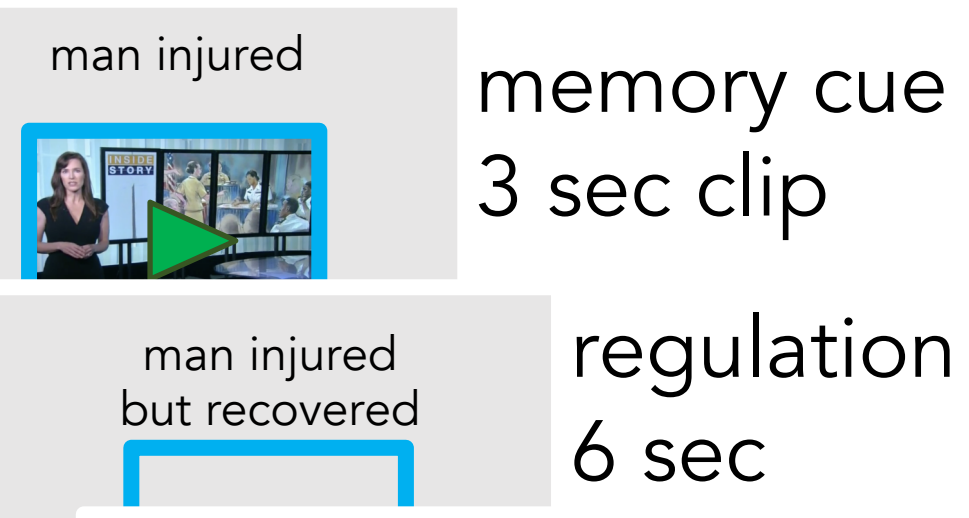 man injured
INSIDE
STORY
memory cue
3 sec clip
man injured
but recovered
regulation
6 sec